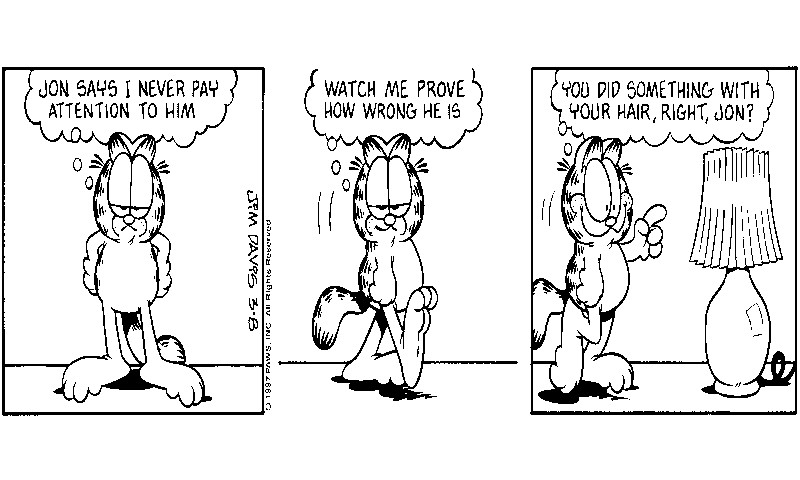 JON SAYS I NEVER PAY
ATTENTION TO HIM
JIM DAVIS 3-8
© 1997 PAWS, INC. All Rights Reserved
WATCH ME PROVE
HOW WRONG HE IS
YOU DID SOMETHING WITH
YOUR HAIR, RIGHT, JON?